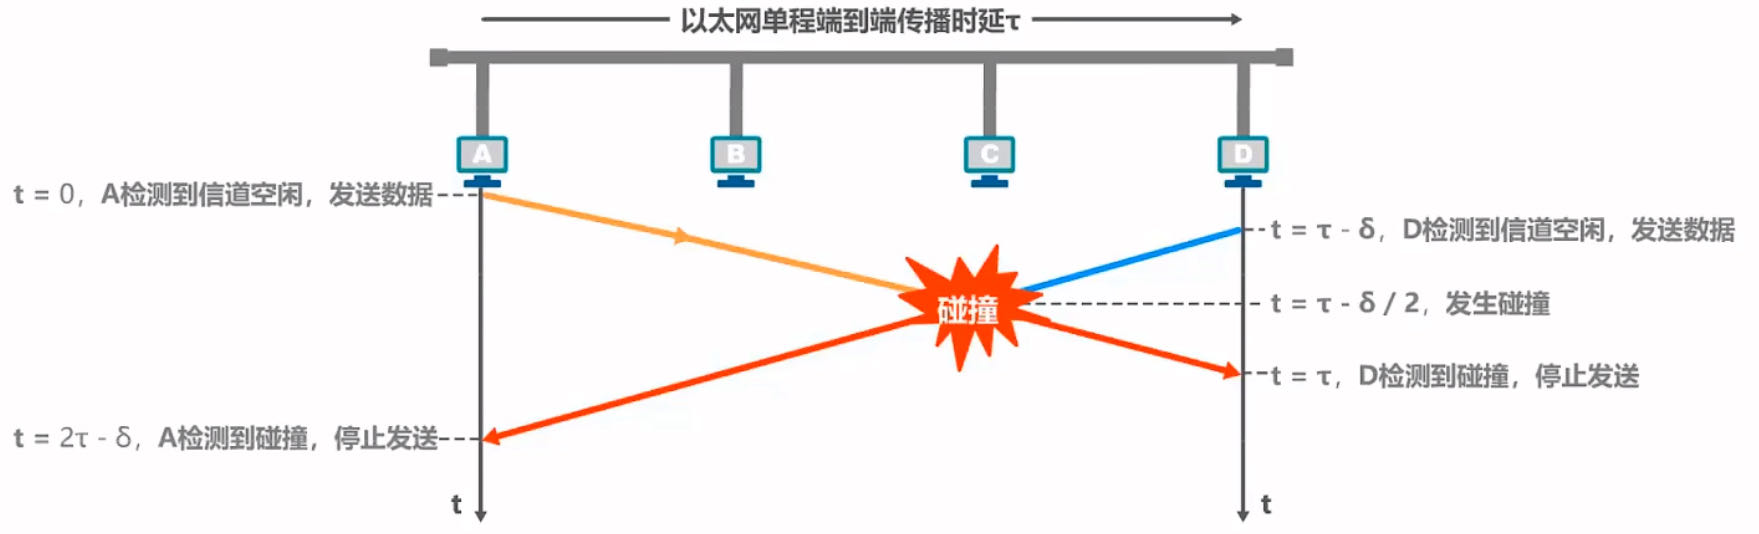 以太网单程端到端传播时延τ
A
B
C
D
t = 0，A检测到信道空闲，发送数据
t = τ - δ，D检测到信道空闲，发送数据
碰撞
t = τ - δ / 2，发生碰撞
t = τ，D检测到碰撞，停止发送
t = 2τ - δ，A检测到碰撞，停止发送
t
t